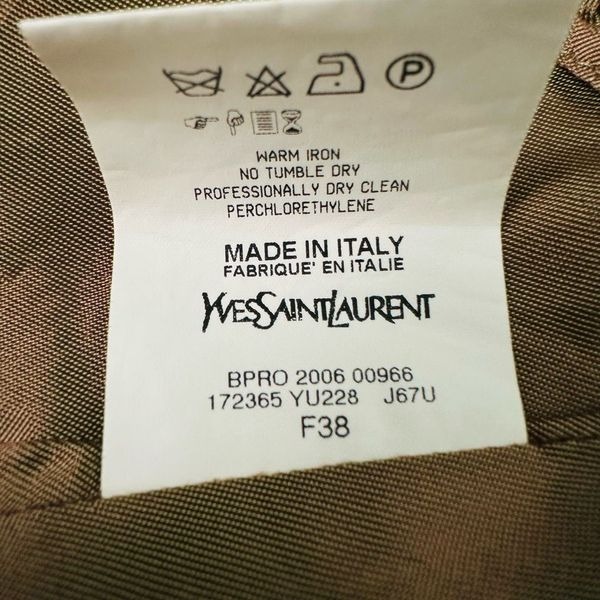 P
WARM IRON
NO TUMBLE DRY
PROFESSIONALLY DRY CLEAN
PERCHLORETHYLENE
MADE IN ITALY
FABRIQUE' EN ITALIE
YVESSAINTLAURENT
BPRO 2006 00966
172365 YU228 J67U
F38